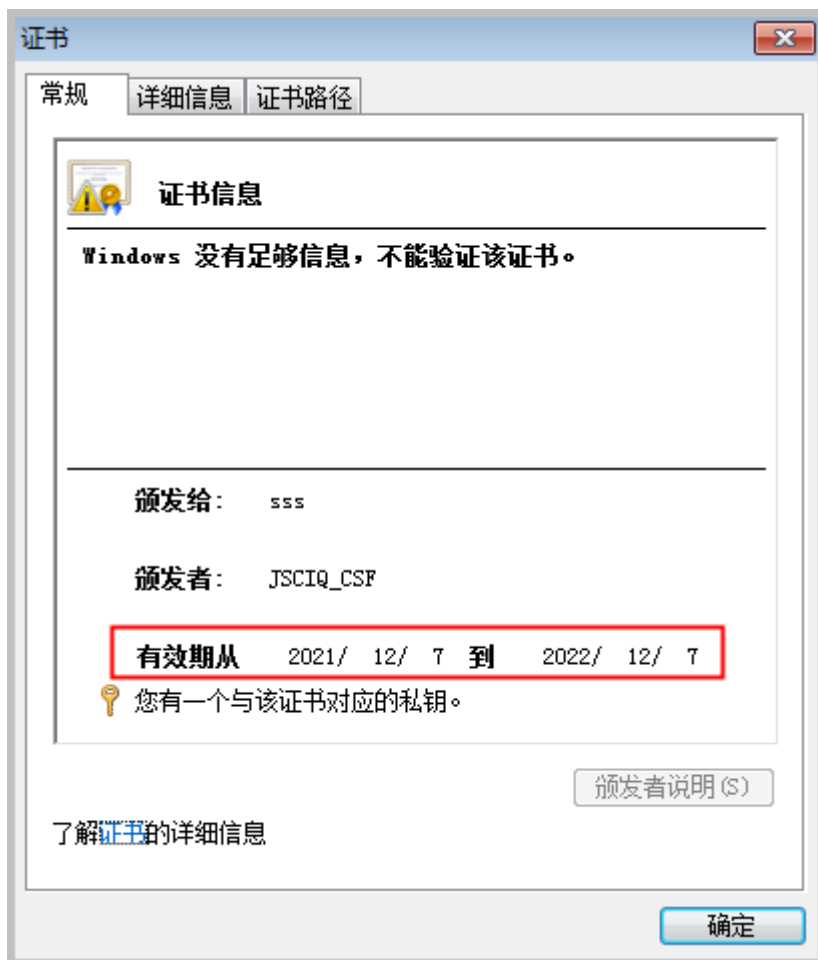 证书
常规 详细信息 证书路径
证书信息
Windows 没有足够信息，不能验证该证书。
颁发给: sss
颁发者: JSCIQ_CSF
有效期从 2021/ 12/ 7 到 2022/ 12/ 7
您有一个与该证书对应的私钥。
颁发者说明(S)
了解证书的详细信息
确定